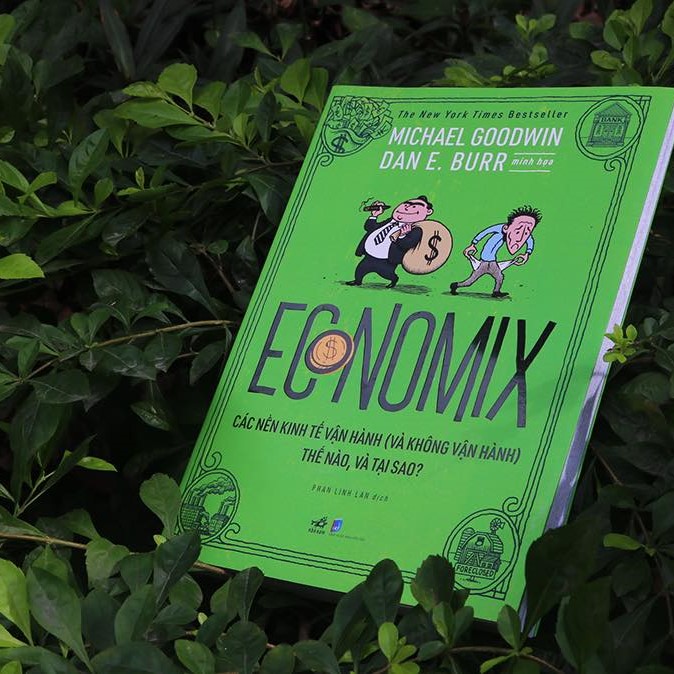 The New York Times Bestseller
MICHAEL GOODWIN
DAN E. BURR minh họa
BANK
$
$
ECONOMIX
$
CÁC NỀN KINH TẾ VẬN HÀNH (VÀ KHÔNG VẬN HÀNH)
THẾ NÀO, VÀ TẠI SAO?
PHAN LINH LAN dịch
FORECLOSED